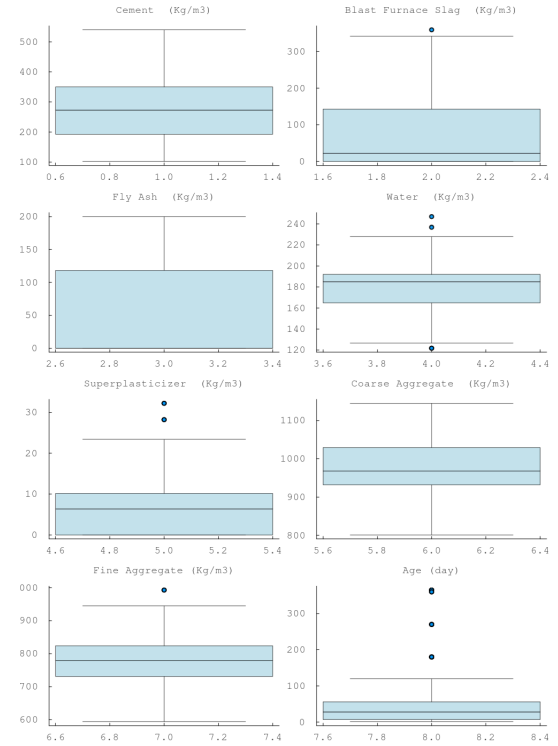 Cement (Kg/m3)
500
400
300
200
100
0.6 0.8 1.0 1.2 1.4
Blast Furnace Slag (Kg/m3)
300
200
100
0
1.6 1.8 2.0 2.2 2.4
Fly Ash (Kg/m3)
200
150
100
50
0
2.6 2.8 3.0 3.2 3.4
Water (Kg/m3)
240
220
200
180
160
140
120
3.6 3.8 4.0 4.2 4.4
Superplasticizer (Kg/m3)
30
20
10
0
4.6 4.8 5.0 5.2 5.4
Coarse Aggregate (Kg/m3)
1100
1000
900
800
5.6 5.8 6.0 6.2 6.4
Fine Aggregate (Kg/m3)
000
900
800
700
600
6.6 6.8 7.0 7.2 7.4
Age (day)
300
200
100
0
7.6 7.8 8.0 8.2 8.4